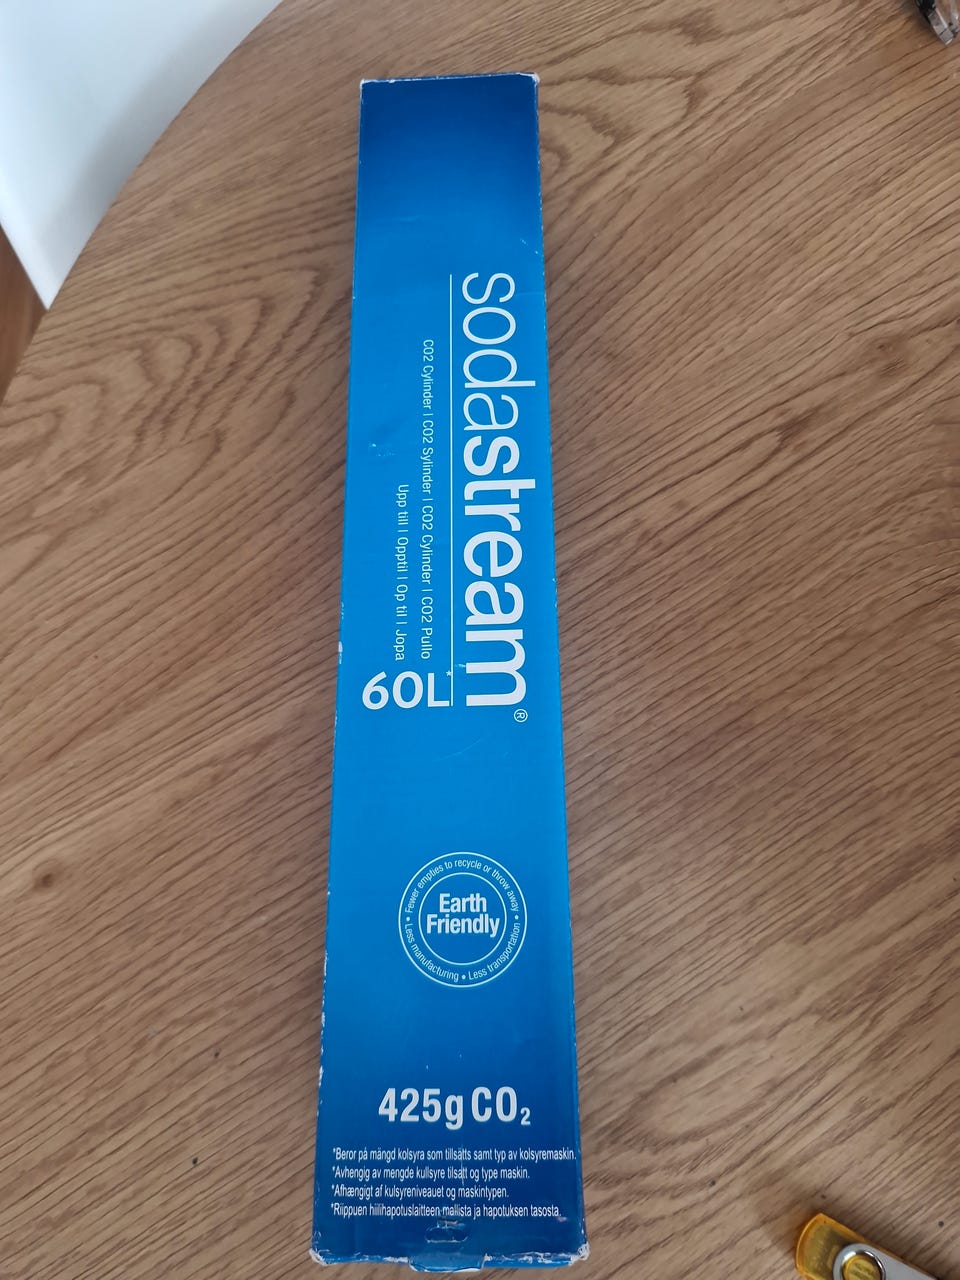 sodastream®
CO2 Cylinder | CO2 Sylinder | CO2 Cylinder | CO2 Pullo
Upp till | Opptil | Op til | Jopa
60L*
• Fewer empties to recycle or throw away • Less transportation • Less manufacturing
Earth
Friendly
425g CO₂
*Beror på mängd kolsyra som tillsätts samt typ av kolsyremaskin.
*Avhengig av mengde kullsyre tilsatt og type maskin.
*Afhængigt af kulsyreniveauet og maskintypen.
*Riippuen hiilihapotuslaitteen mallista ja hapotuksen tasosta.